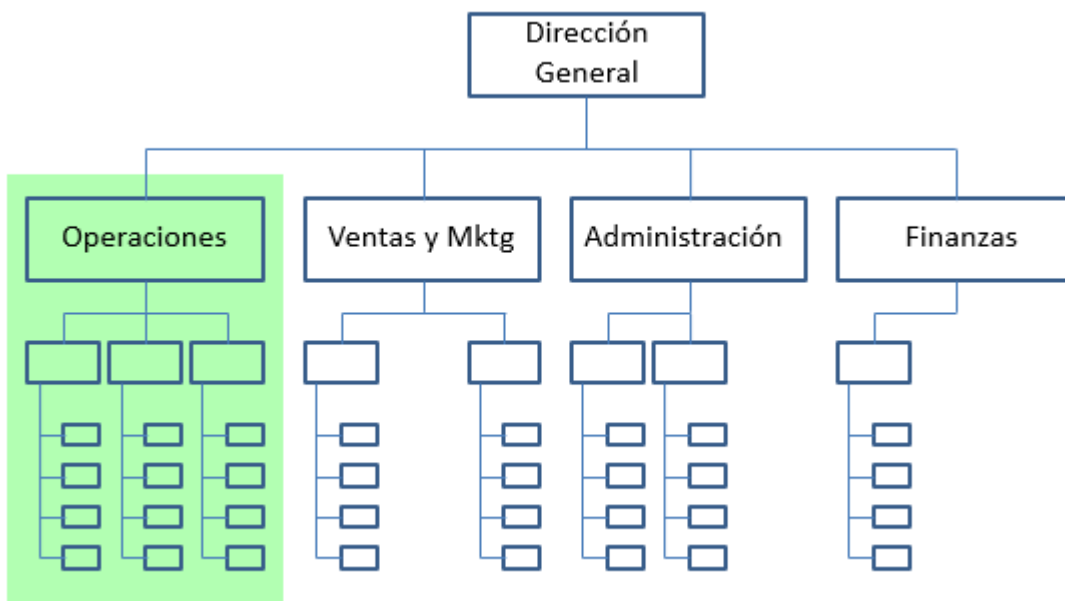 Dirección
General
Operaciones
Ventas y Mktg
Administración
Finanzas